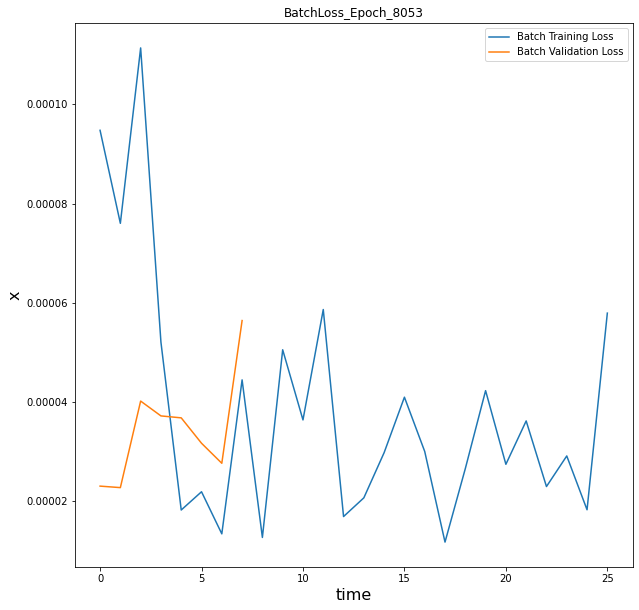 BatchLoss_Epoch_8053
Batch Training Loss
Batch Validation Loss
0.00010
0.00008
0.00006
0.00004
0.00002
x
0 5 10 15 20 25
time